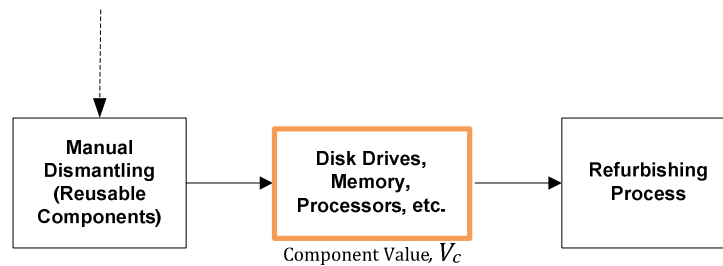 Manual
Dismantling
(Reusable
Components)
Disk Drives,
Memory,
Processors, etc.
Refurbishing
Process
Component Value, Vc